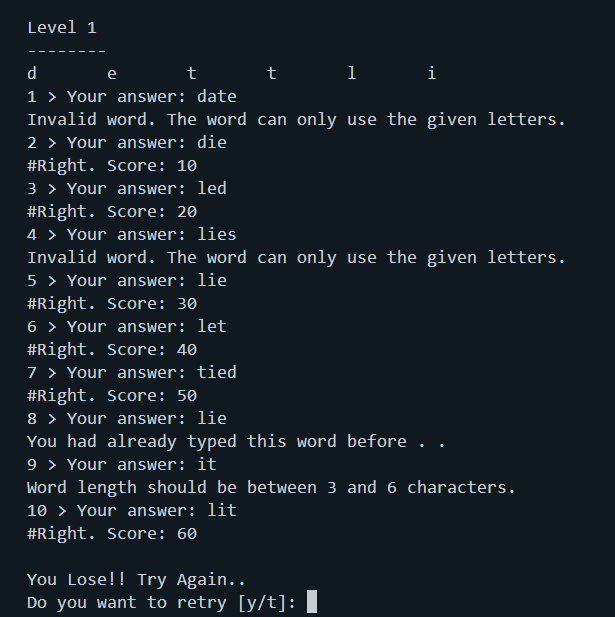 Level 1
--------
d e t t l i
1 > Your answer: date
Invalid word. The word can only use the given letters.
2 > Your answer: die
#Right. Score: 10
3 > Your answer: led
#Right. Score: 20
4 > Your answer: lies
Invalid word. The word can only use the given letters.
5 > Your answer: lie
#Right. Score: 30
6 > Your answer: let
#Right. Score: 40
7 > Your answer: tied
#Right. Score: 50
8 > Your answer: lie
You had already typed this word before . .
9 > Your answer: it
Word length should be between 3 and 6 characters.
10 > Your answer: lit
#Right. Score: 60
You Lose!! Try Again..
Do you want to retry [y/t]: